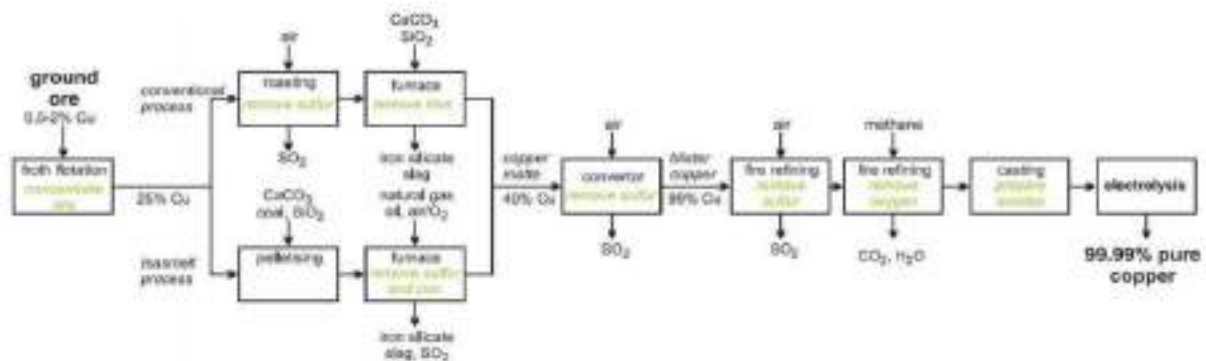 ground
ore
0.5-2% Cu
froth flotation
concentrate
ore
25% Cu
conventional
process
air
roasting
remove sulfur
SO₂
CaCO₃
SiO₂
furnace
remove iron
iron silicate
slag
isasmelt
process
CaCO₃
coal, SiO₂
pelletising
natural gas
oil, air/O₂
furnace
remove sulfur
and iron
iron silicate
slag, SO₂
copper
matte
40% Cu
air
convertor
remove sulfur
SO₂
blister
copper
99% Cu
air
fire refining
remove
sulfur
SO₂
methane
fire refining
remove
oxygen
CO₂, H₂O
casting
prepare
anodes
electrolysis
99.99% pure
copper